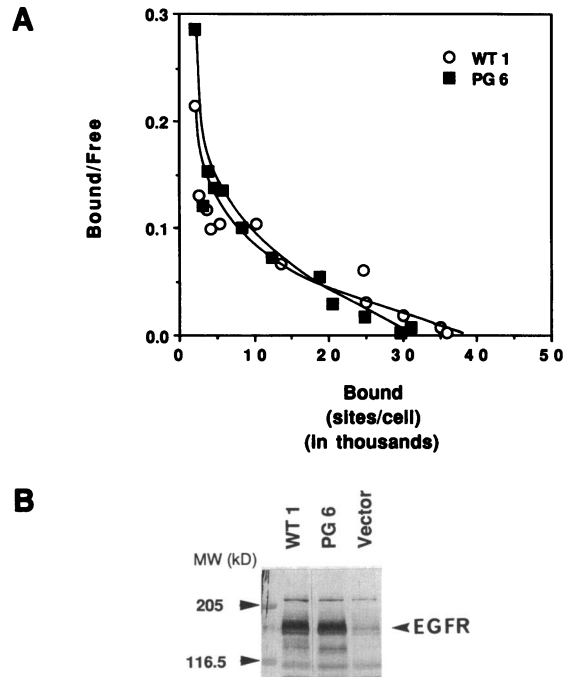 A
0.3
0.2
0.1
0.0
Bound/Free
WT 1
PG 6
0
10
20
30
40
50
Bound
(sites/cell)
(in thousands)
B
WT 1
PG 6
Vector
MW (kD)
205
116.5
EGFR